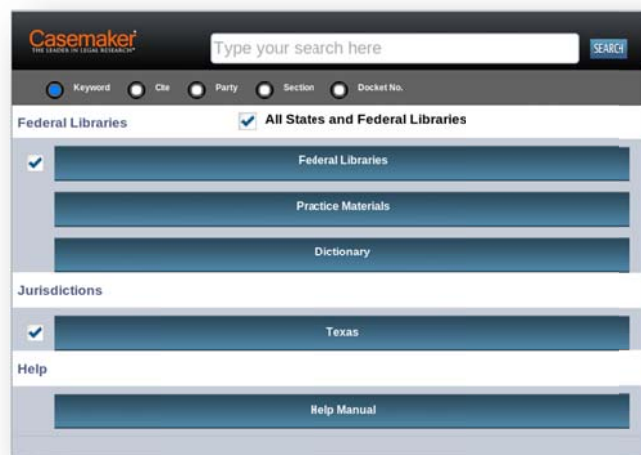 Casemaker
THE LEADER IN LEGAL RESEARCH
Type your search here
SEARCH
Keyword Cite Party Section Docket No.
Federal Libraries
All States and Federal Libraries
Federal Libraries
Practice Materials
Dictionary
Jurisdictions
Texas
Help
Help Manual